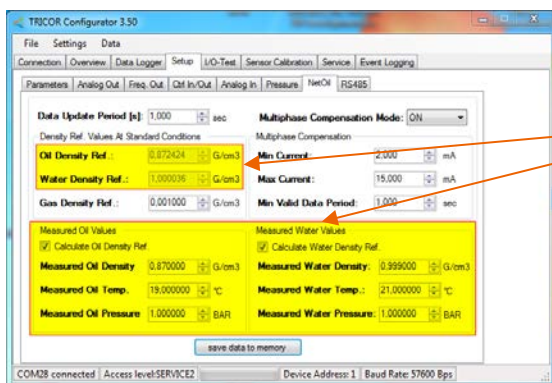 TRICOR Configurator 3.50
File Settings Data
Connection Overview Data Logger Setup I/O-Test Sensor Calibration Service Event Logging
Parameters Analog Out Freq. Out Ctrl In/Out Analog In Pressure NetOil RS485
Data Update Period [s]: 1,000 sec Multiphase Compensation Mode: ON
Density Ref. Values At Standard Conditions Multiphase Compensation
Oil Density Ref.: 0,872424 G/cm3 Min Current: 2,000 mA
Water Density Ref.: 1,000036 G/cm3 Max Current: 15,000 mA
Gas Density Ref.: 0,001000 G/cm3 Min Valid Data Period: 1,000 sec
Measured Oil Values Measured Water Values
Calculate Oil Density Ref. Calculate Water Density Ref.
Measured Oil Density 0,870000 G/cm3 Measured Water Density: 0,999000 G/cm3
Measured Oil Temp. 19,000000 °C Measured Water Temp.: 21,000000 °C
Measured Oil Pressure 1,000000 BAR Measured Water Pressure: 1,000000 BAR
save data to memory
COM28 connected Access level:SERVICE2 Device Address: 1 Baud Rate: 57600 Bps